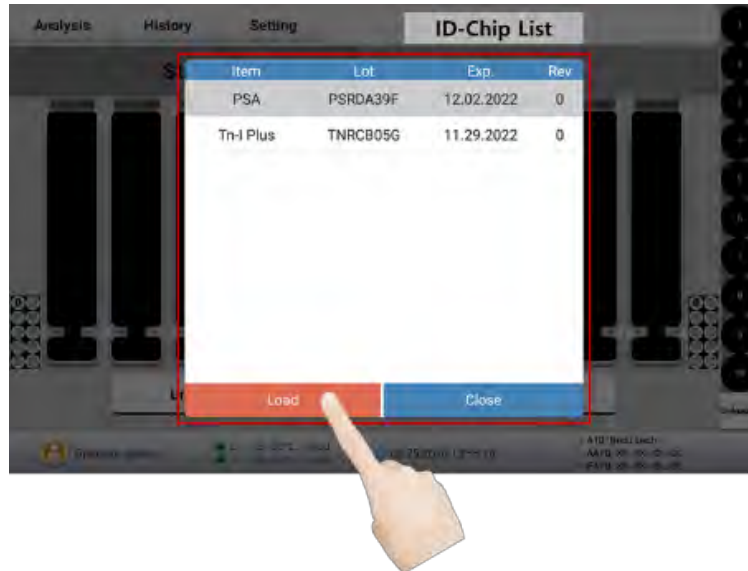 Analysis History Setting ID-Chip List
Item Lot Exp. Rev
PSA PSRDA39F 12.02.2022 0
Tn-I Plus TNRCB05G 11.29.2022 0
Load Close